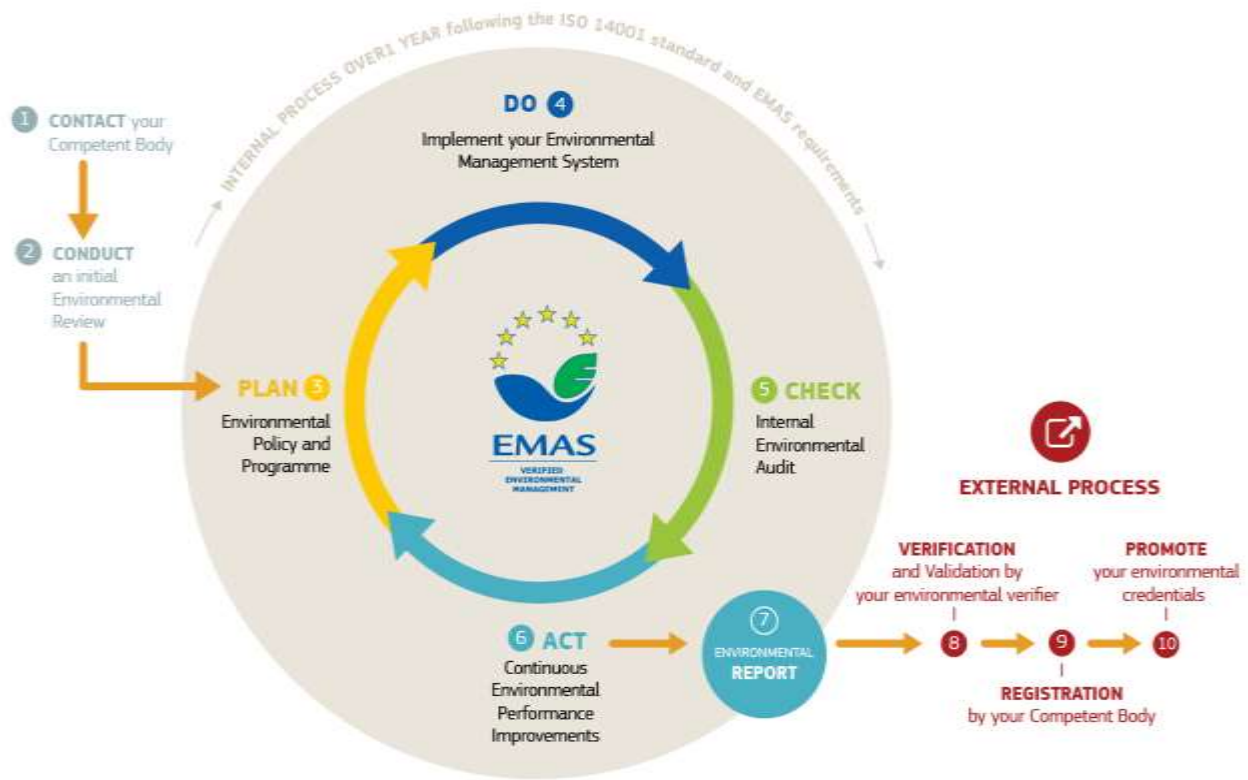 INTERNAL PROCESS OVER1 YEAR following the ISO 14001 standard and EMAS requirements
1 CONTACT your
Competent Body
2 CONDUCT
an initial
Environmental
Review
PLAN 3
Environmental
Policy and
Programme
DO 4
Implement your Environmental
Management System
5 CHECK
Internal
Environmental
Audit
EMAS
VERIFIED
ENVIRONMENTAL
MANAGEMENT
6 ACT
Continuous
Environmental
Performance
Improvements
7
ENVIRONMENTAL
REPORT
EXTERNAL PROCESS
VERIFICATION
and Validation by
your environmental verifier
8
9
REGISTRATION
by your Competent Body
PROMOTE
your environmental
credentials
10